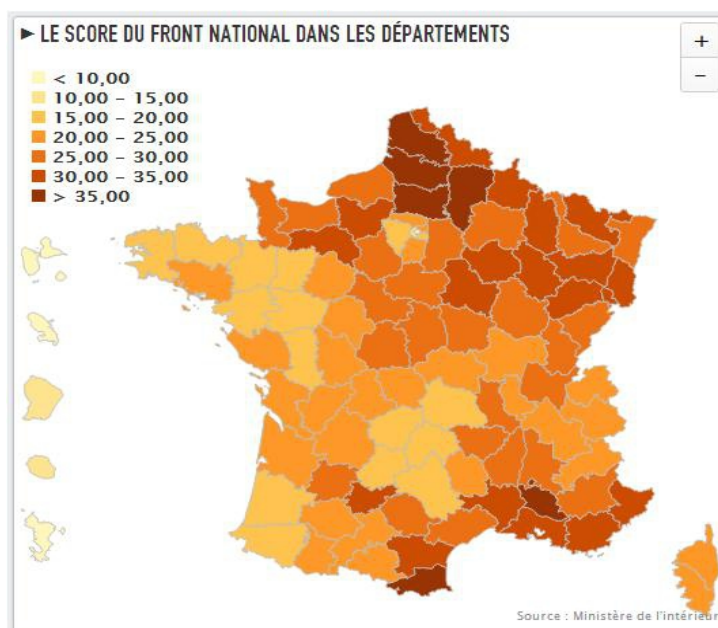 ► LE SCORE DU FRONT NATIONAL DANS LES DÉPARTEMENTS
+
−
< 10,00
10,00 – 15,00
15,00 – 20,00
20,00 – 25,00
25,00 – 30,00
30,00 – 35,00
> 35,00
Source : Ministère de l'intérieur